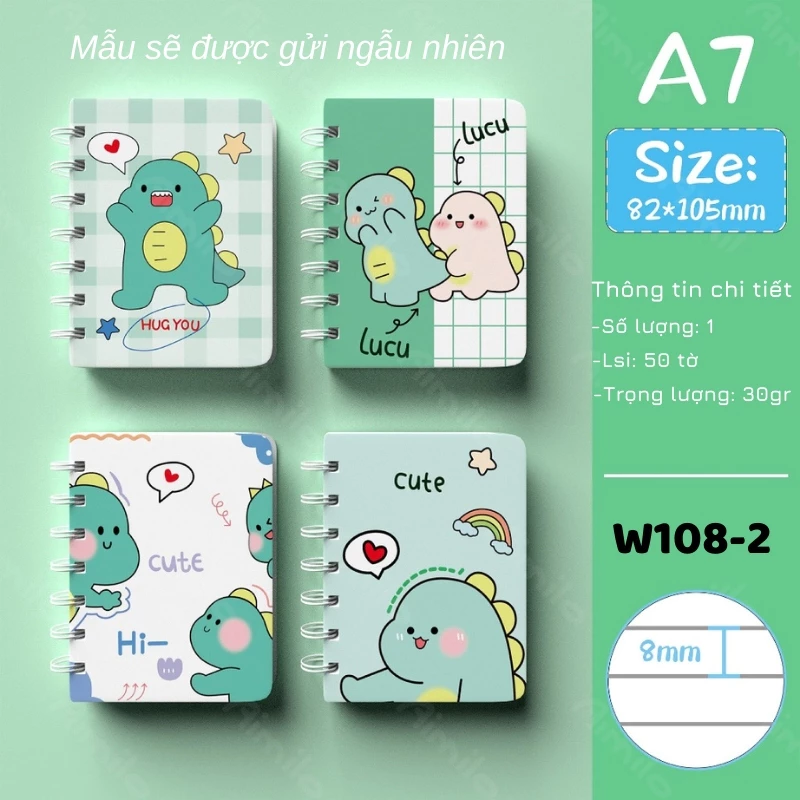 Mẫu sẽ được gửi ngẫu nhiên
A7
Size:
82*105mm
Thông tin chi tiết
-Số lượng: 1
-Lsi: 50 tờ
-Trọng lượng: 30gr
W108-2
8mm
HUG YOU
lucu
lucu
cute
Hi-
cute
Aimilo